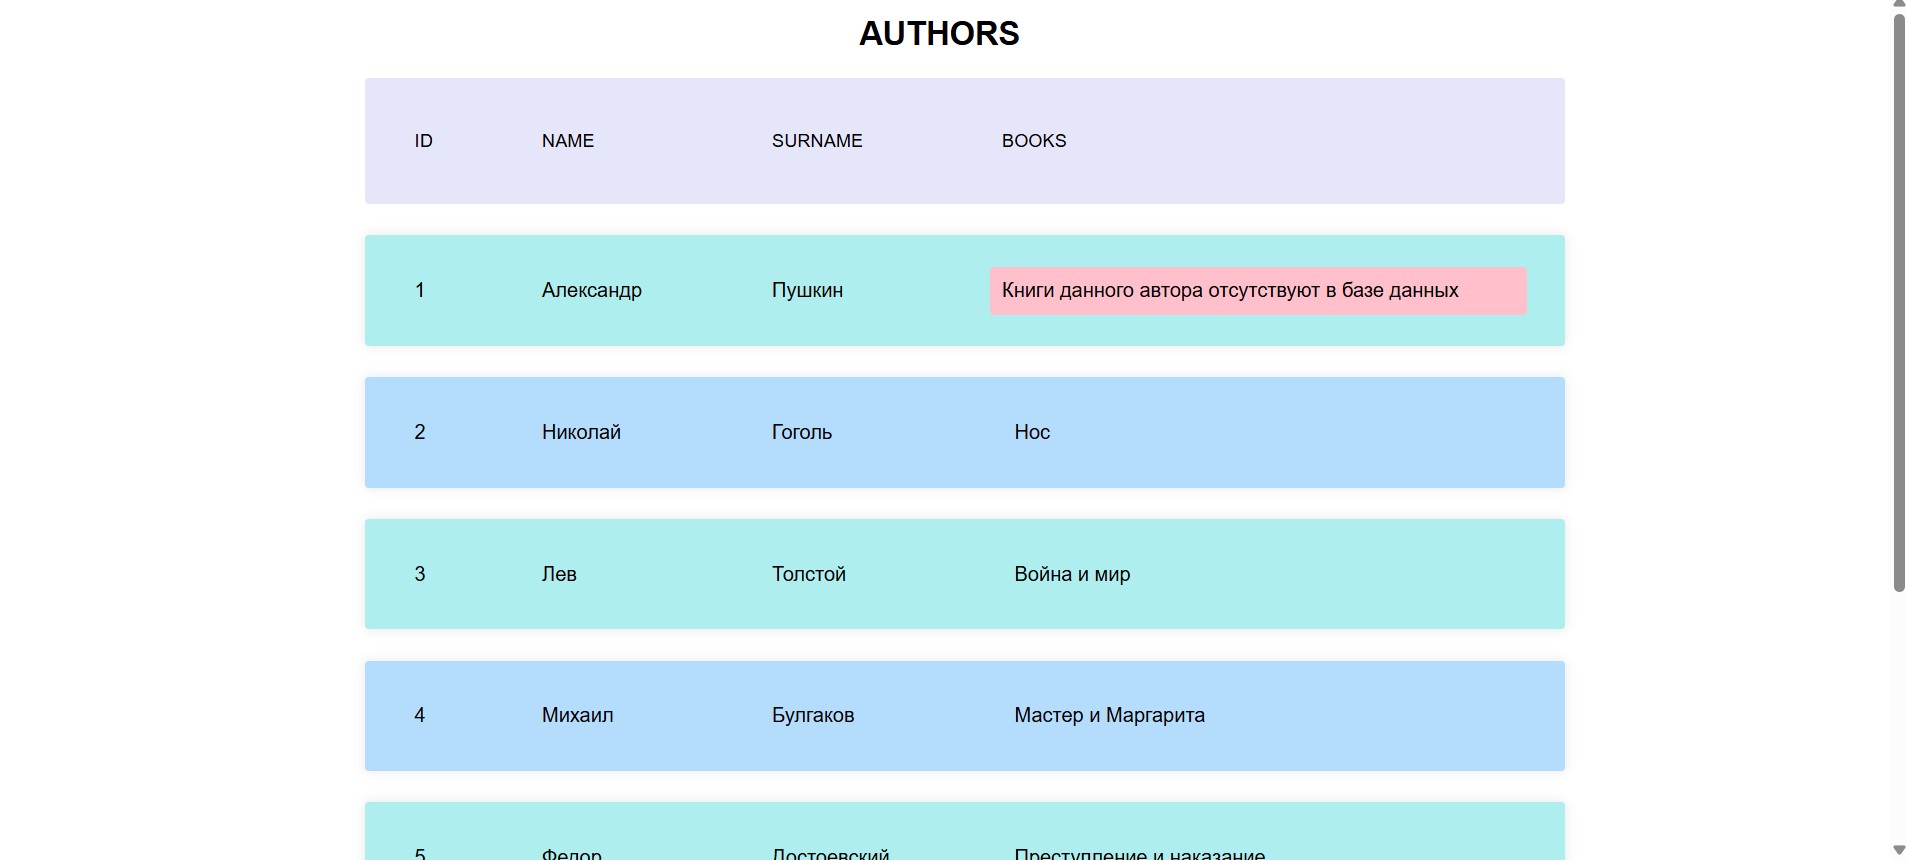 AUTHORS
ID NAME SURNAME BOOKS
1 Александр Пушкин Книги данного автора отсутствуют в базе данных
2 Николай Гоголь Нос
3 Лев Толстой Война и мир
4 Михаил Булгаков Мастер и Маргарита
5 Федор Достоевский Преступление и наказание